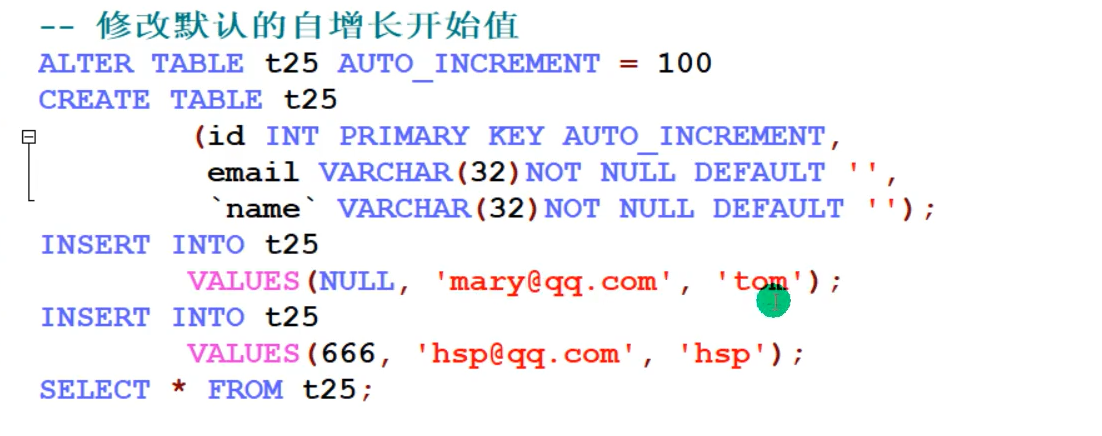 -- 修改默认的自增长开始值
ALTER TABLE t25 AUTO_INCREMENT = 100
CREATE TABLE t25
(id INT PRIMARY KEY AUTO_INCREMENT,
email VARCHAR(32)NOT NULL DEFAULT '',
`name` VARCHAR(32)NOT NULL DEFAULT '');
INSERT INTO t25
VALUES(NULL, 'mary@qq.com', 'tom');
INSERT INTO t25
VALUES(666, 'hsp@qq.com', 'hsp');
SELECT * FROM t25;